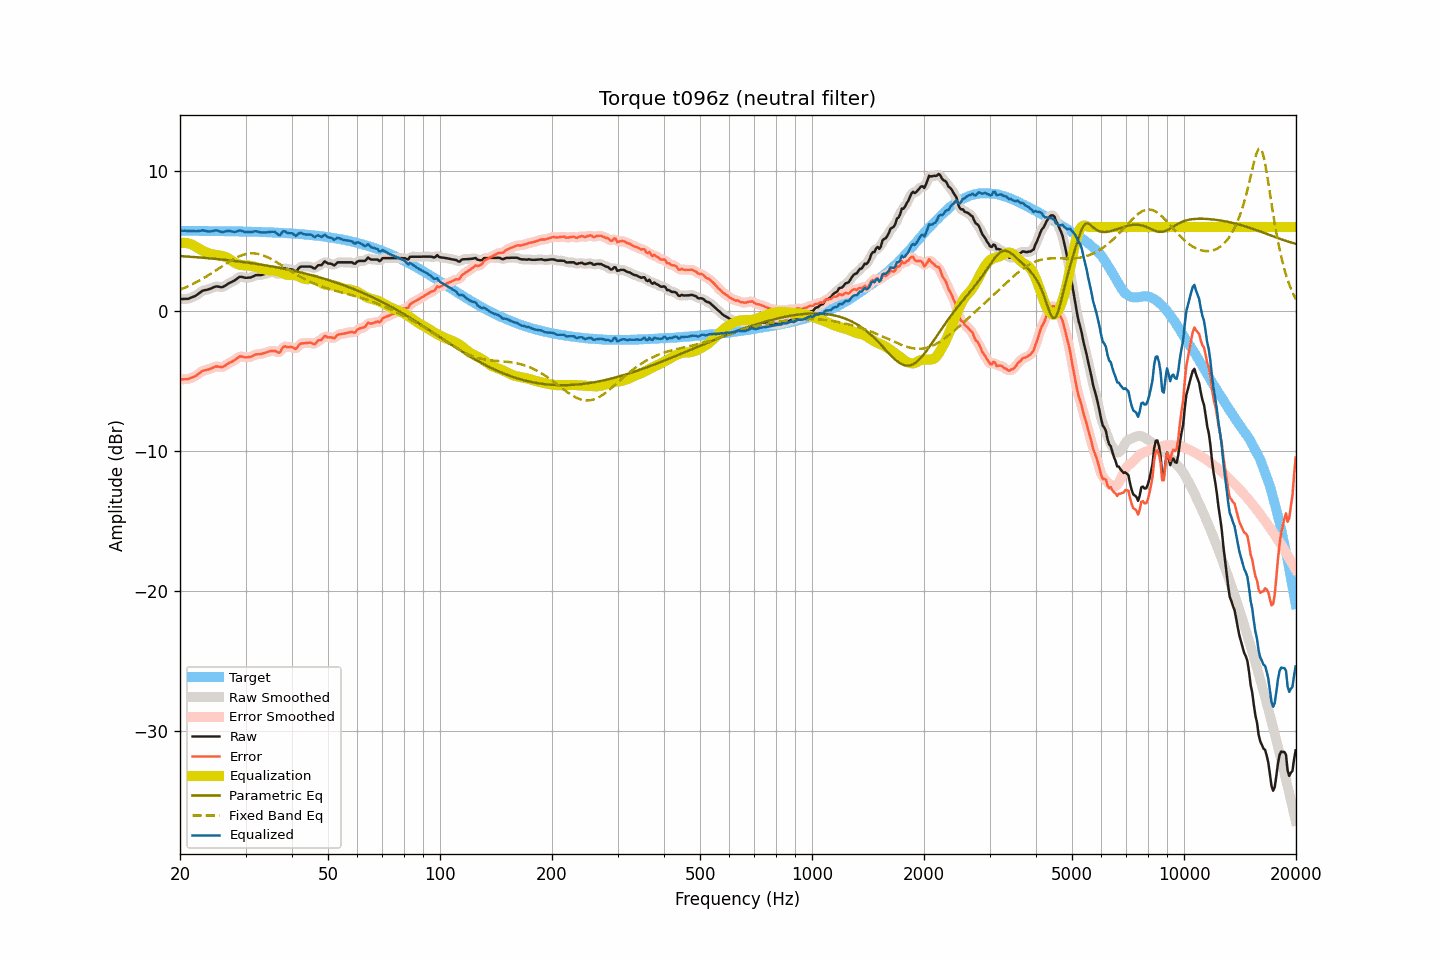 Torque t096z (neutral filter)
Amplitude (dBr)
10
0
−10
−20
−30
Target
Raw Smoothed
Error Smoothed
Raw
Error
Equalization
Parametric Eq
Fixed Band Eq
Equalized
20 50 100 200 500 1000 2000 5000 10000 20000
Frequency (Hz)